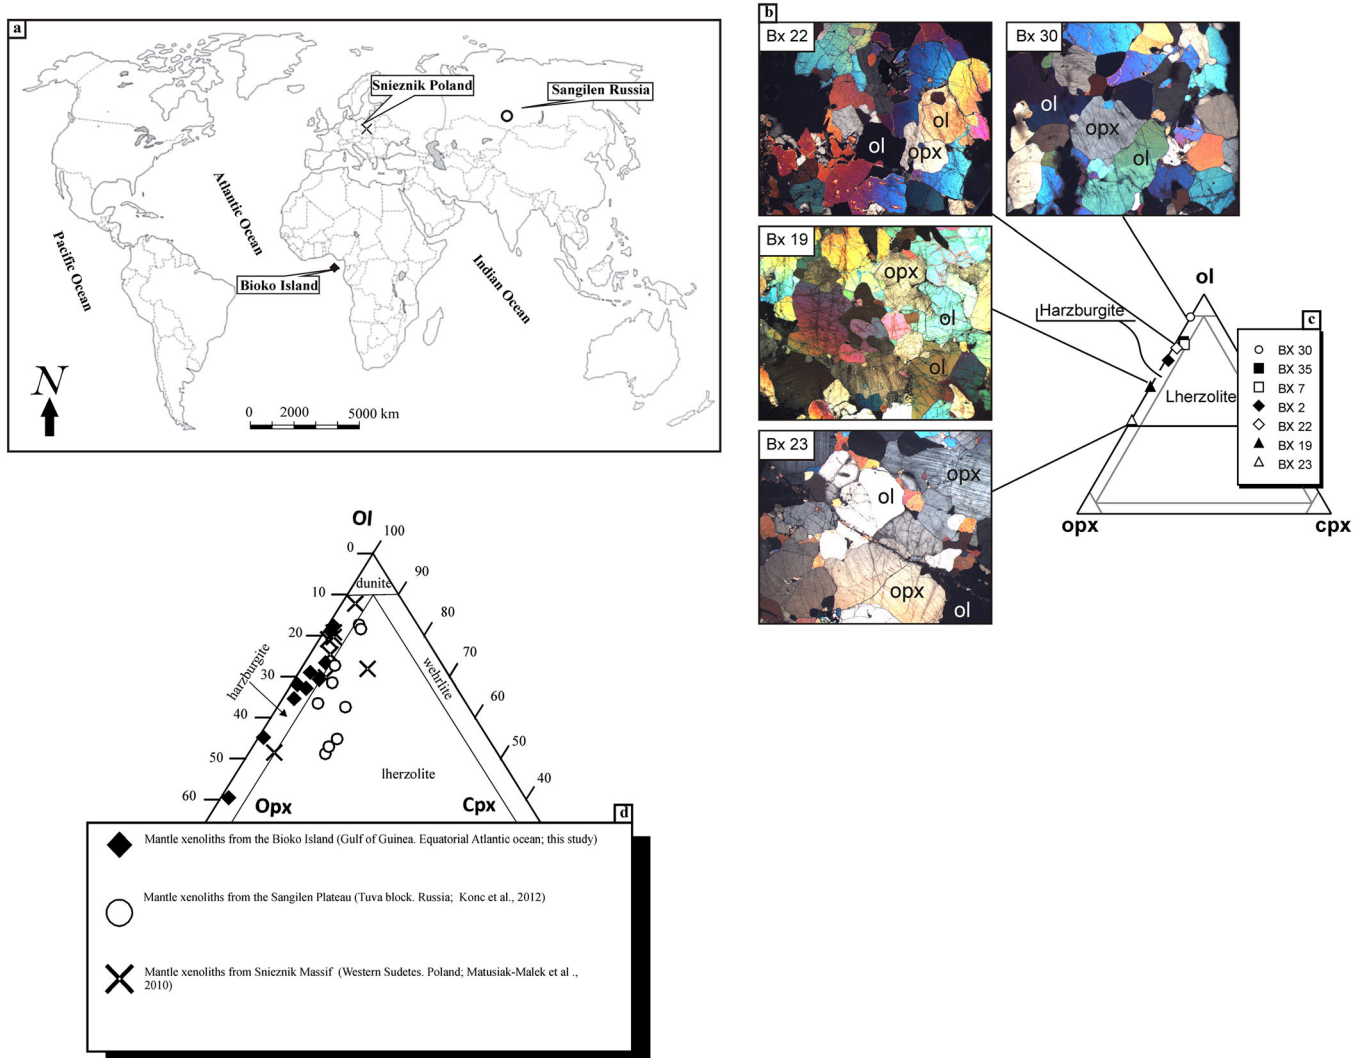 a
Snieznik Poland
Sangilen Russia
Atlantic Ocean
Pacific Ocean
Indian Ocean
Bioko Island
N
0 2000 5000 km
b
Bx 22
ol
ol
opx
Bx 30
ol
opx
ol
Bx 19
opx
ol
ol
Bx 23
opx
ol
opx
ol
c
ol
Harzburgite
Lherzolite
opx
cpx
BX 30
BX 35
BX 7
BX 2
BX 22
BX 19
BX 23
d
Ol
0
10
20
30
40
50
60
100
90
80
70
60
50
40
dunite
harzburgite
wehrlite
lherzolite
Opx
Cpx
Mantle xenoliths from the Bioko Island (Gulf of Guinea. Equatorial Atlantic ocean; this study)
Mantle xenoliths from the Sangilen Plateau (Tuva block. Russia; Konc et al., 2012)
Mantle xenoliths from Snieznik Massif (Western Sudetes. Poland; Matusiak-Malek et al .,
2010)